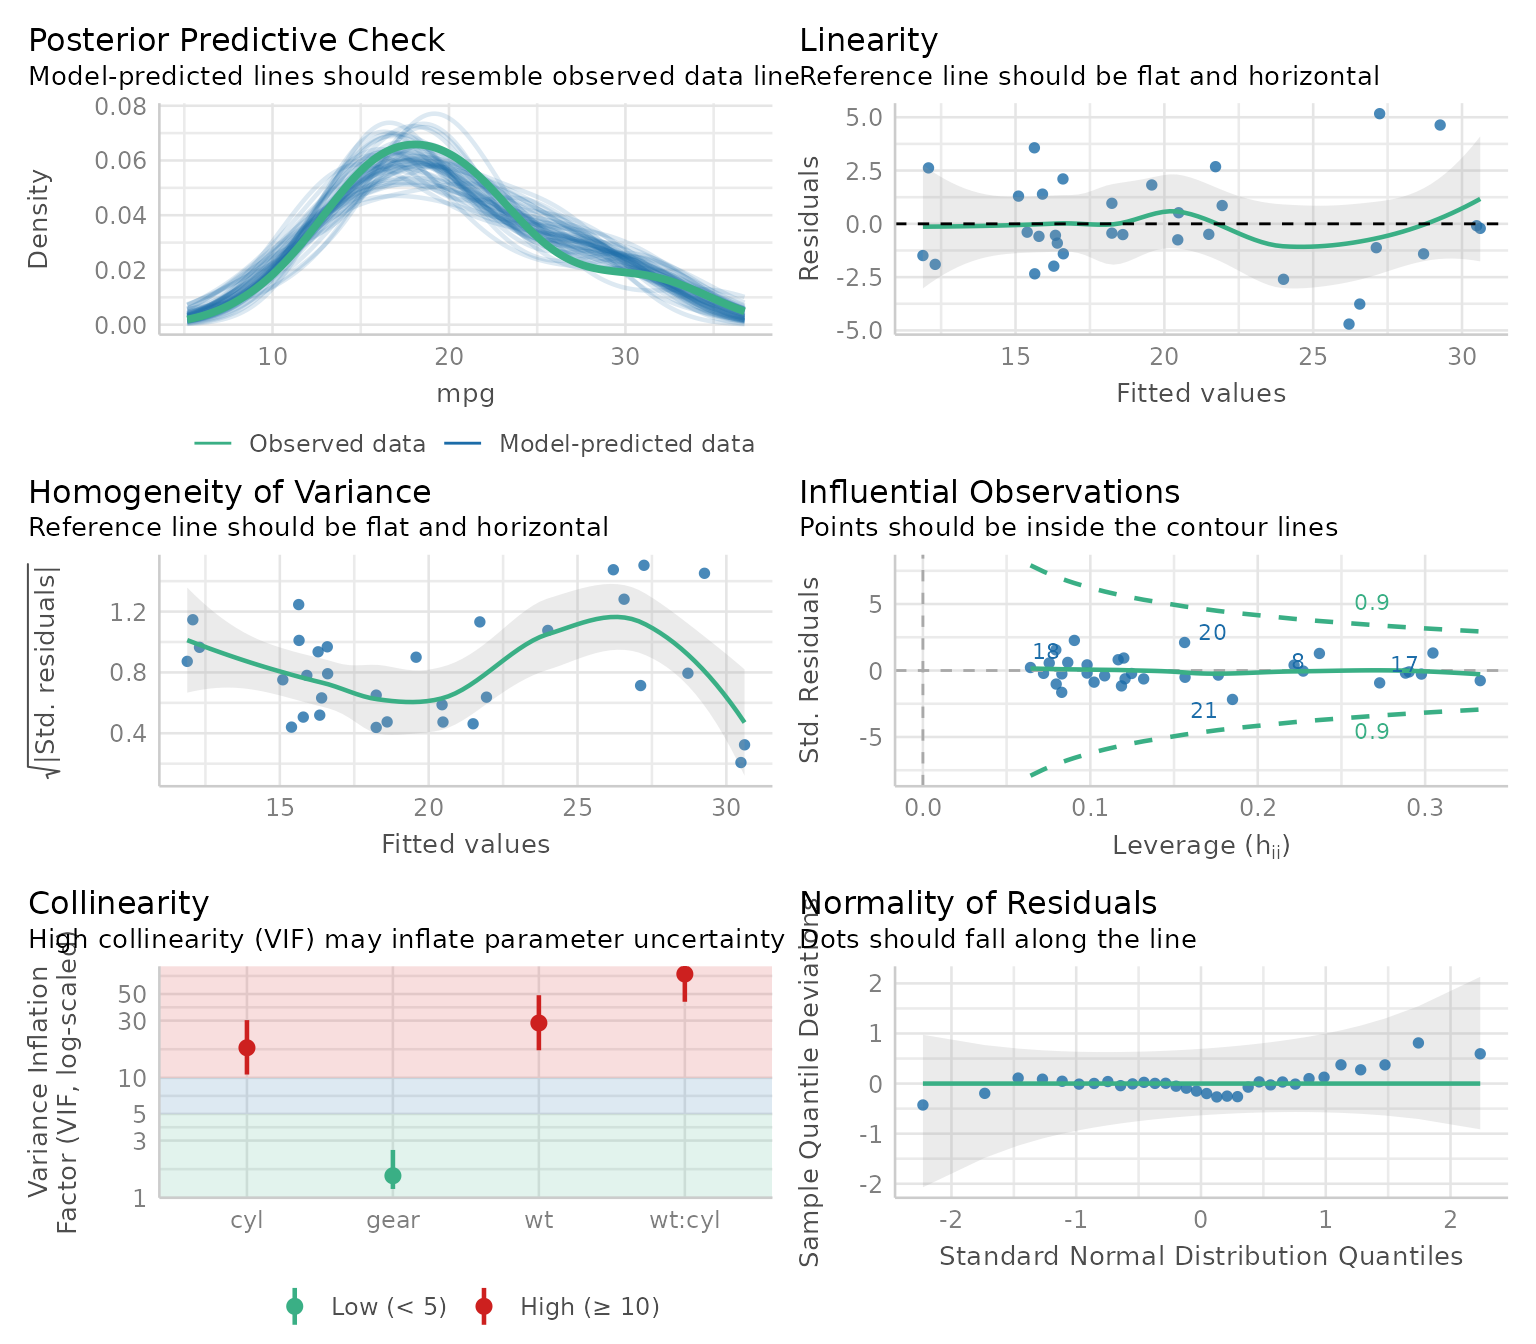 Posterior Predictive Check
Model-predicted lines should resemble observed data line
Density
0.08
0.06
0.04
0.02
0.00
10 20 30
mpg
Observed data Model-predicted data
Linearity
Reference line should be flat and horizontal
Residuals
5.0
2.5
0.0
-2.5
-5.0
15 20 25 30
Fitted values
Homogeneity of Variance
Reference line should be flat and horizontal
√|Std. residuals|
1.2
0.8
0.4
15 20 25 30
Fitted values
Influential Observations
Points should be inside the contour lines
Std. Residuals
5
0
-5
0.9
20
18
8
17
21
0.9
0.0 0.1 0.2 0.3
Leverage (hii)
Collinearity
High collinearity (VIF) may inflate parameter uncertainty
Variance Inflation
Factor (VIF, log-scaled)
50
30
10
5
3
1
cyl gear wt wt:cyl
Low (< 5) High (≥ 10)
Normality of Residuals
Dots should fall along the line
Sample Quantile Deviations
2
1
0
-1
-2
-2 -1 0 1 2
Standard Normal Distribution Quantiles